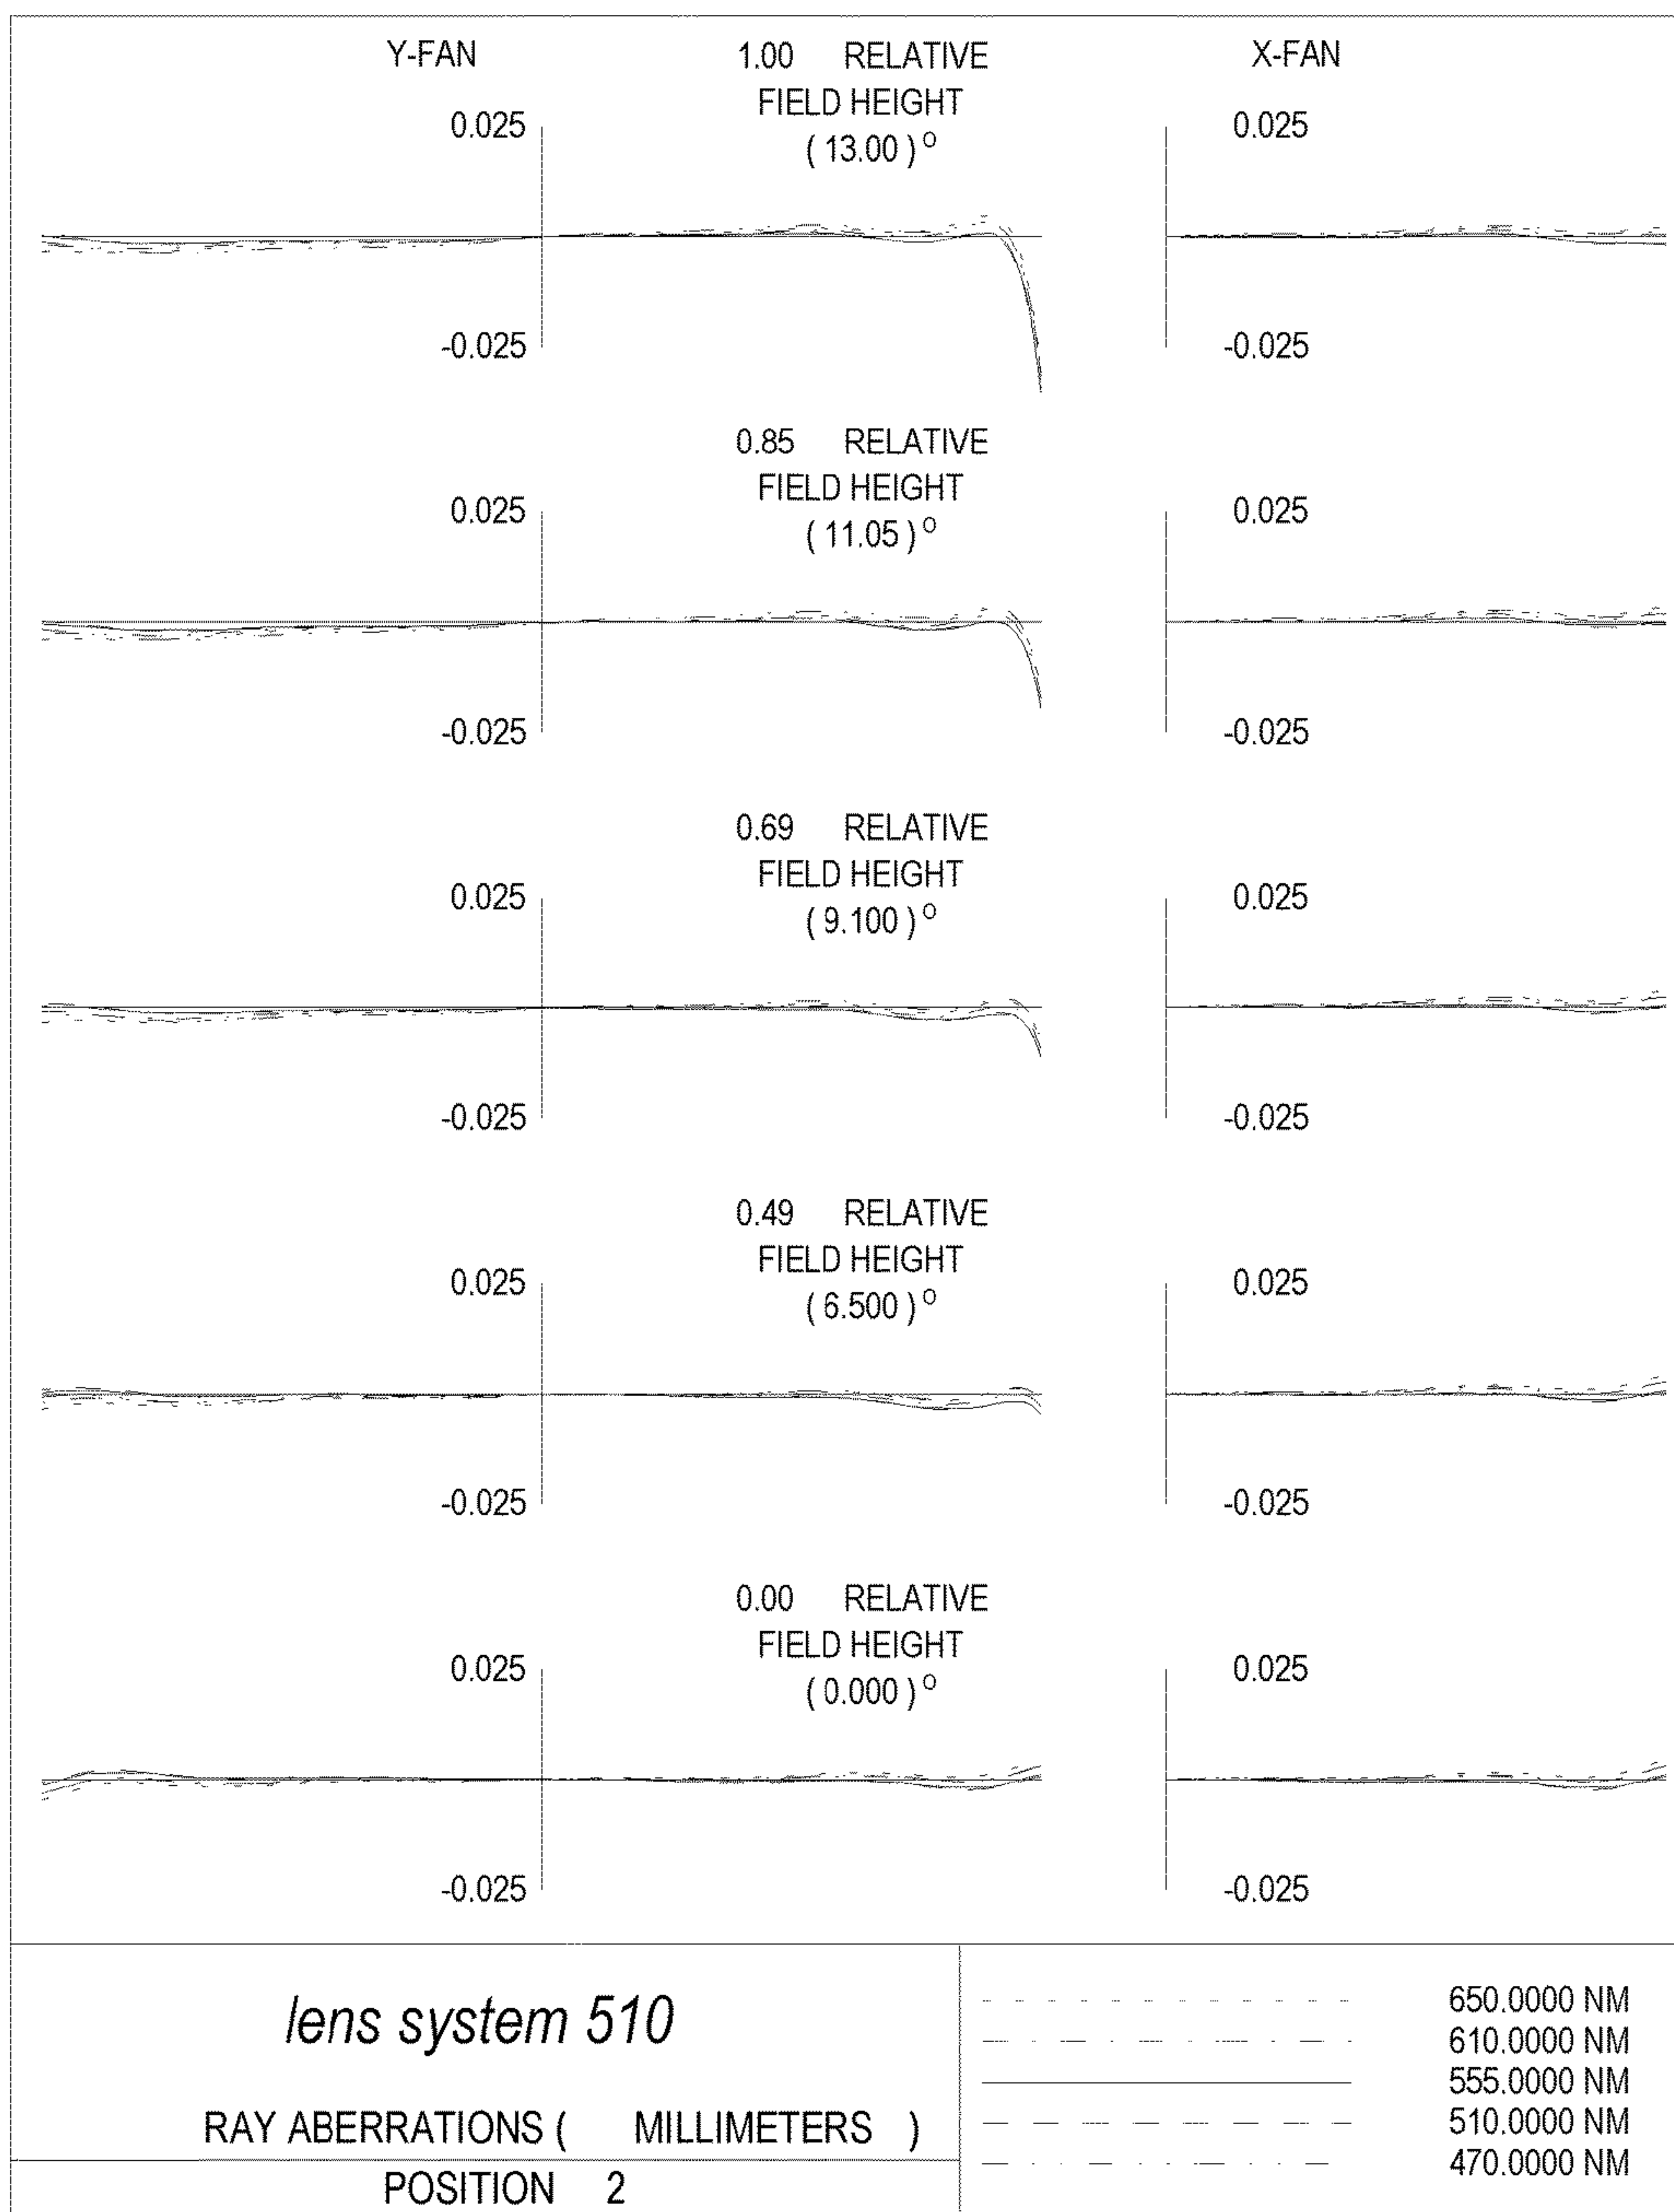 Y-FAN 1.00 RELATIVE X-FAN
FIELD HEIGHT
0.025 ( 13.00 )° 0.025
-0.025 -0.025
0.85 RELATIVE
FIELD HEIGHT
0.025 ( 11.05 )° 0.025
-0.025 -0.025
0.69 RELATIVE
FIELD HEIGHT
0.025 ( 9.100 )° 0.025
-0.025 -0.025
0.49 RELATIVE
FIELD HEIGHT
0.025 ( 6.500 )° 0.025
-0.025 -0.025
0.00 RELATIVE
FIELD HEIGHT
0.025 ( 0.000 )° 0.025
-0.025 -0.025
lens system 510
RAY ABERRATIONS ( MILLIMETERS )
POSITION 2
650.0000 NM
610.0000 NM
555.0000 NM
510.0000 NM
470.0000 NM